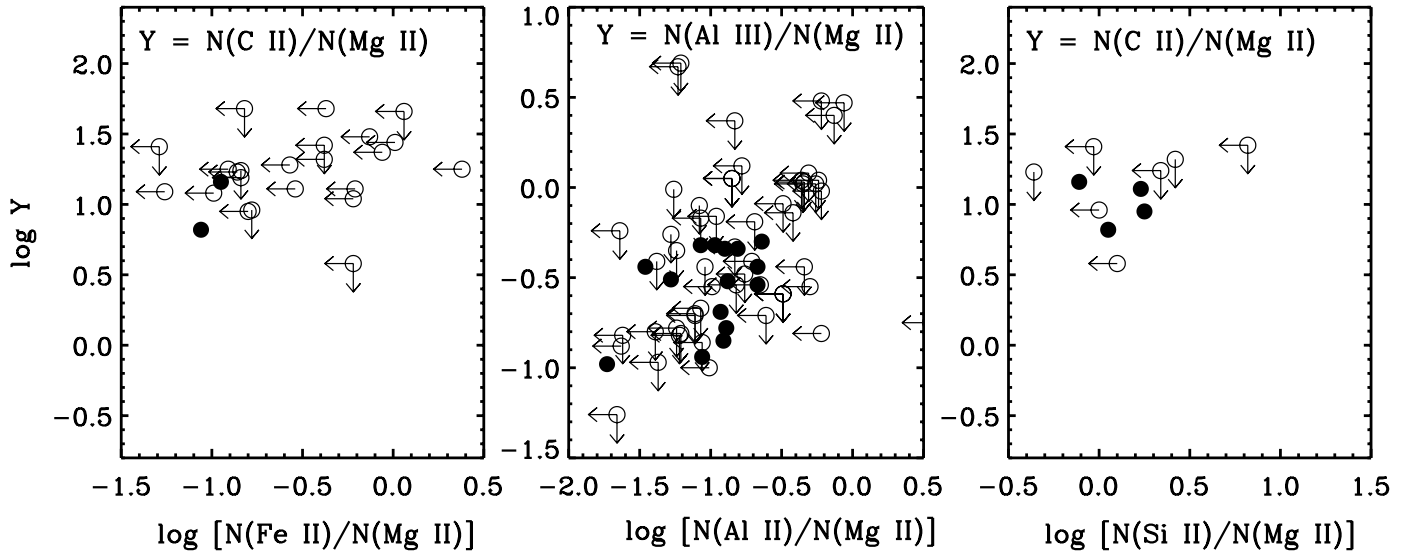 Y = N(C II)/N(Mg II)
Y = N(Al III)/N(Mg II)
Y = N(C II)/N(Mg II)
log Y
2.0
1.5
1.0
0.5
0.0
−0.5
1.0
0.5
0.0
−0.5
−1.0
−1.5
2.0
1.5
1.0
0.5
0.0
−0.5
−1.5 −1.0 −0.5 0.0 0.5
−2.0 −1.5 −1.0 −0.5 0.0 0.5
−0.5 0.0 0.5 1.0 1.5
log [N(Fe II)/N(Mg II)]
log [N(Al II)/N(Mg II)]
log [N(Si II)/N(Mg II)]